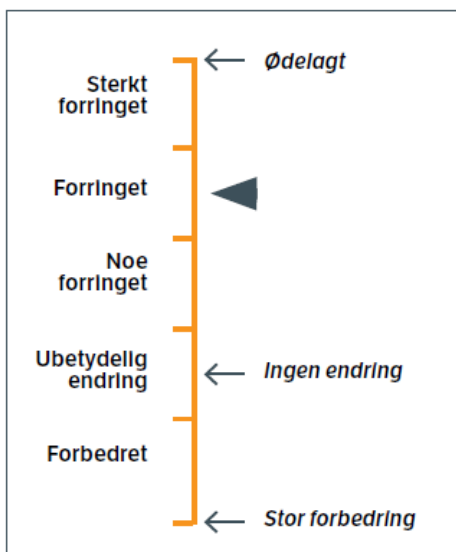 Ødelagt
Sterkt
forringet
Forringet
Noe
forringet
Ubetydelig
endring
Ingen endring
Forbedret
Stor forbedring